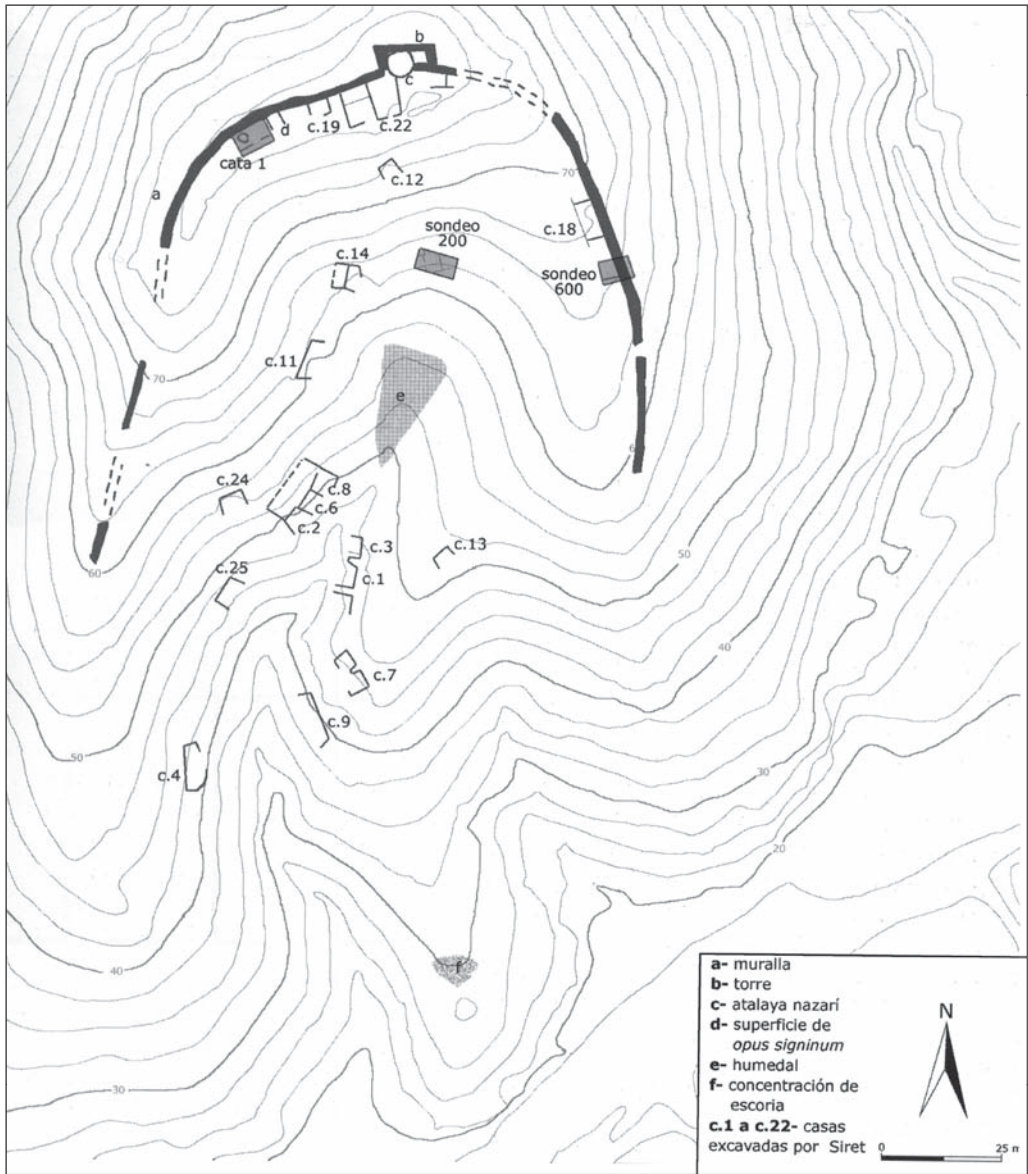 b
c
d
c.19
c.22
cata 1
c.12
a
70
c.18
sondeo
200
c.14
sondeo
600
c.11
70
e
6
c.24
c.8
c.6
c.2
c.3
c.13
50
60
c.25
c.1
40
c.7
c.9
50
c.4
30
20
40
f
30
a- muralla
b- torre
c- atalaya nazarí
d- superficie de
opus signinum
e- humedal
f- concentración de
escoria
c.1 a c.22- casas
excavadas por Siret
N
0 25 m